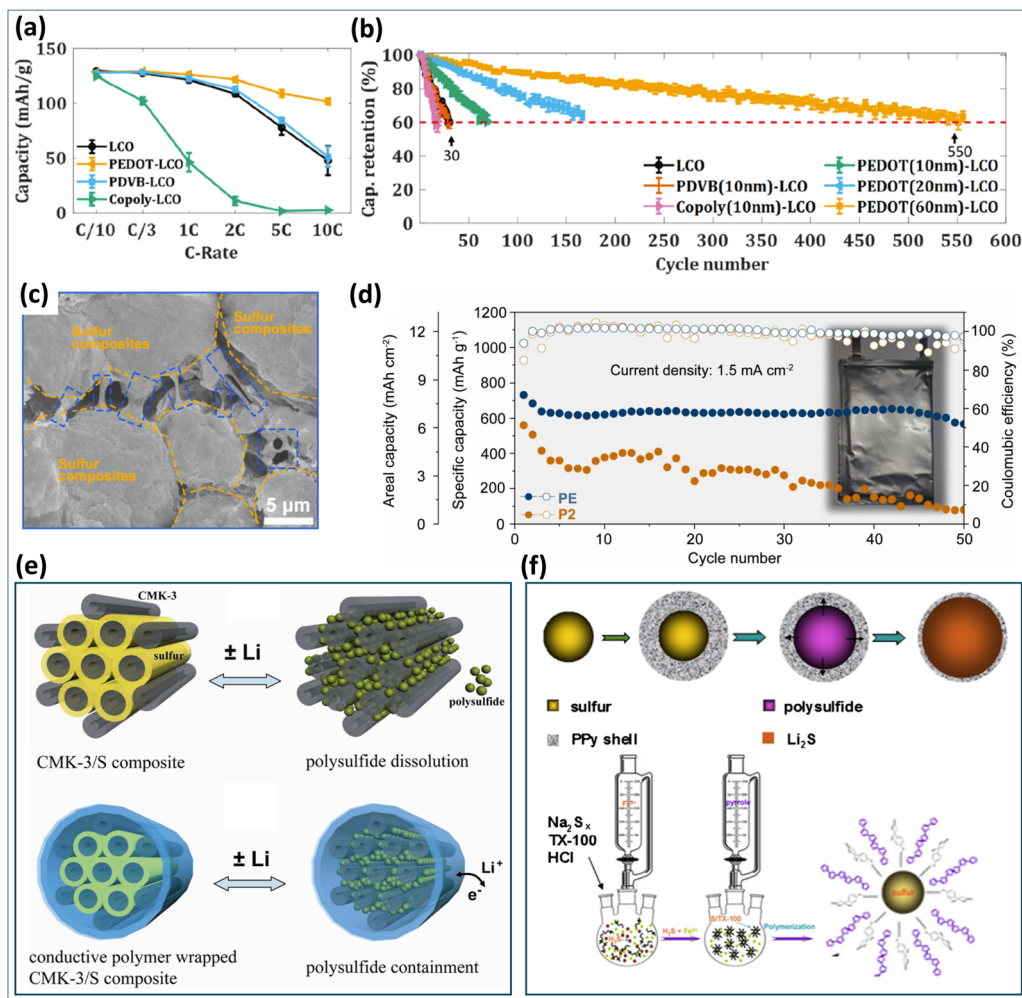 (a)
Capacity (mAh/g)
150
100
50
0
LCO
PEDOT-LCO
PDVB-LCO
Copoly-LCO
C/10 C/3 1C 2C 5C 10C
C-Rate
(b)
Cap. retention (%)
100
80
60
40
20
0
30
550
LCO
PDVB(10nm)-LCO
Copoly(10nm)-LCO
PEDOT(10nm)-LCO
PEDOT(20nm)-LCO
PEDOT(60nm)-LCO
50 100 150 200 250 300 350 400 450 500 550 600
Cycle number
(c)
Sulfur
composites
Sulfur
composites
Sulfur
composites
5 μm
(d)
Areal capacity (mAh cm-2)
12
9
6
3
0
Specific capacity (mAh g-1)
1200
1000
800
600
400
200
0
Current density: 1.5 mA cm-2
PE
P2
Coulombic efficiency (%)
100
80
60
40
20
0
0 10 20 30 40 50
Cycle number
(e)
CMK-3
sulfur
± Li
polysulfide
CMK-3/S composite
polysulfide dissolution
± Li
Li+
e-
conductive polymer wrapped
CMK-3/S composite
polysulfide containment
(f)
sulfur
polysulfide
PPy shell
Li2S
Na2Sx
TX-100
HCl
pyrrole
H2S
H2S + Fe3+
S/TX-100
Polymerization
sulfur